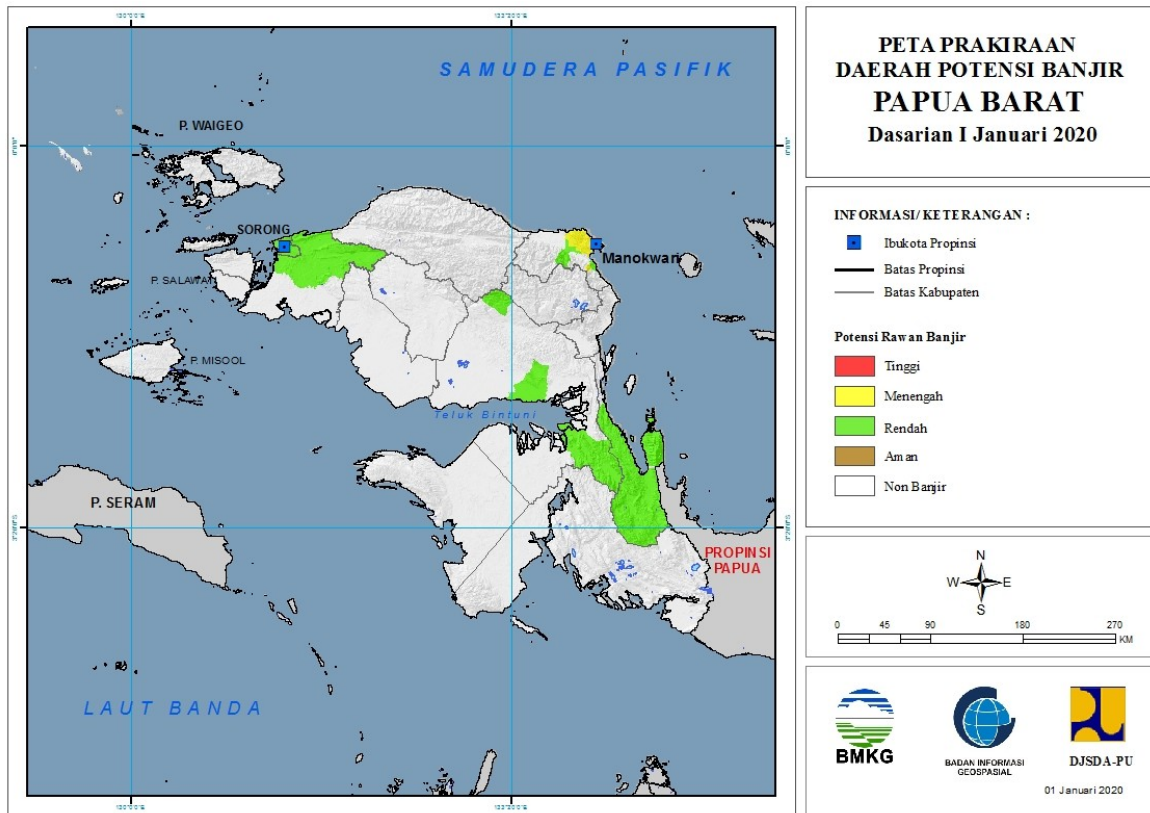 SAMUDERA PASIFIK
P. WAIGEO
SORONG
Manokwari
P. SALAWATI
P. MISOOL
Teluk Bintuni
P. SERAM
PROPINSI
PAPUA
LAUT BANDA
PETA PRAKIRAAN
DAERAH POTENSI BANJIR
PAPUA BARAT
Dasarian I Januari 2020
INFORMASI/ KETERANGAN :
Ibukota Propinsi
Batas Propinsi
Batas Kabupaten
Potensi Rawan Banjir
Tinggi
Menengah
Rendah
Aman
Non Banjir
N
W E
S
0 45 90 180 270
KM
BMKG
BADAN INFORMASI
GEOSPASIAL
DJSDA-PU
01 Januari 2020